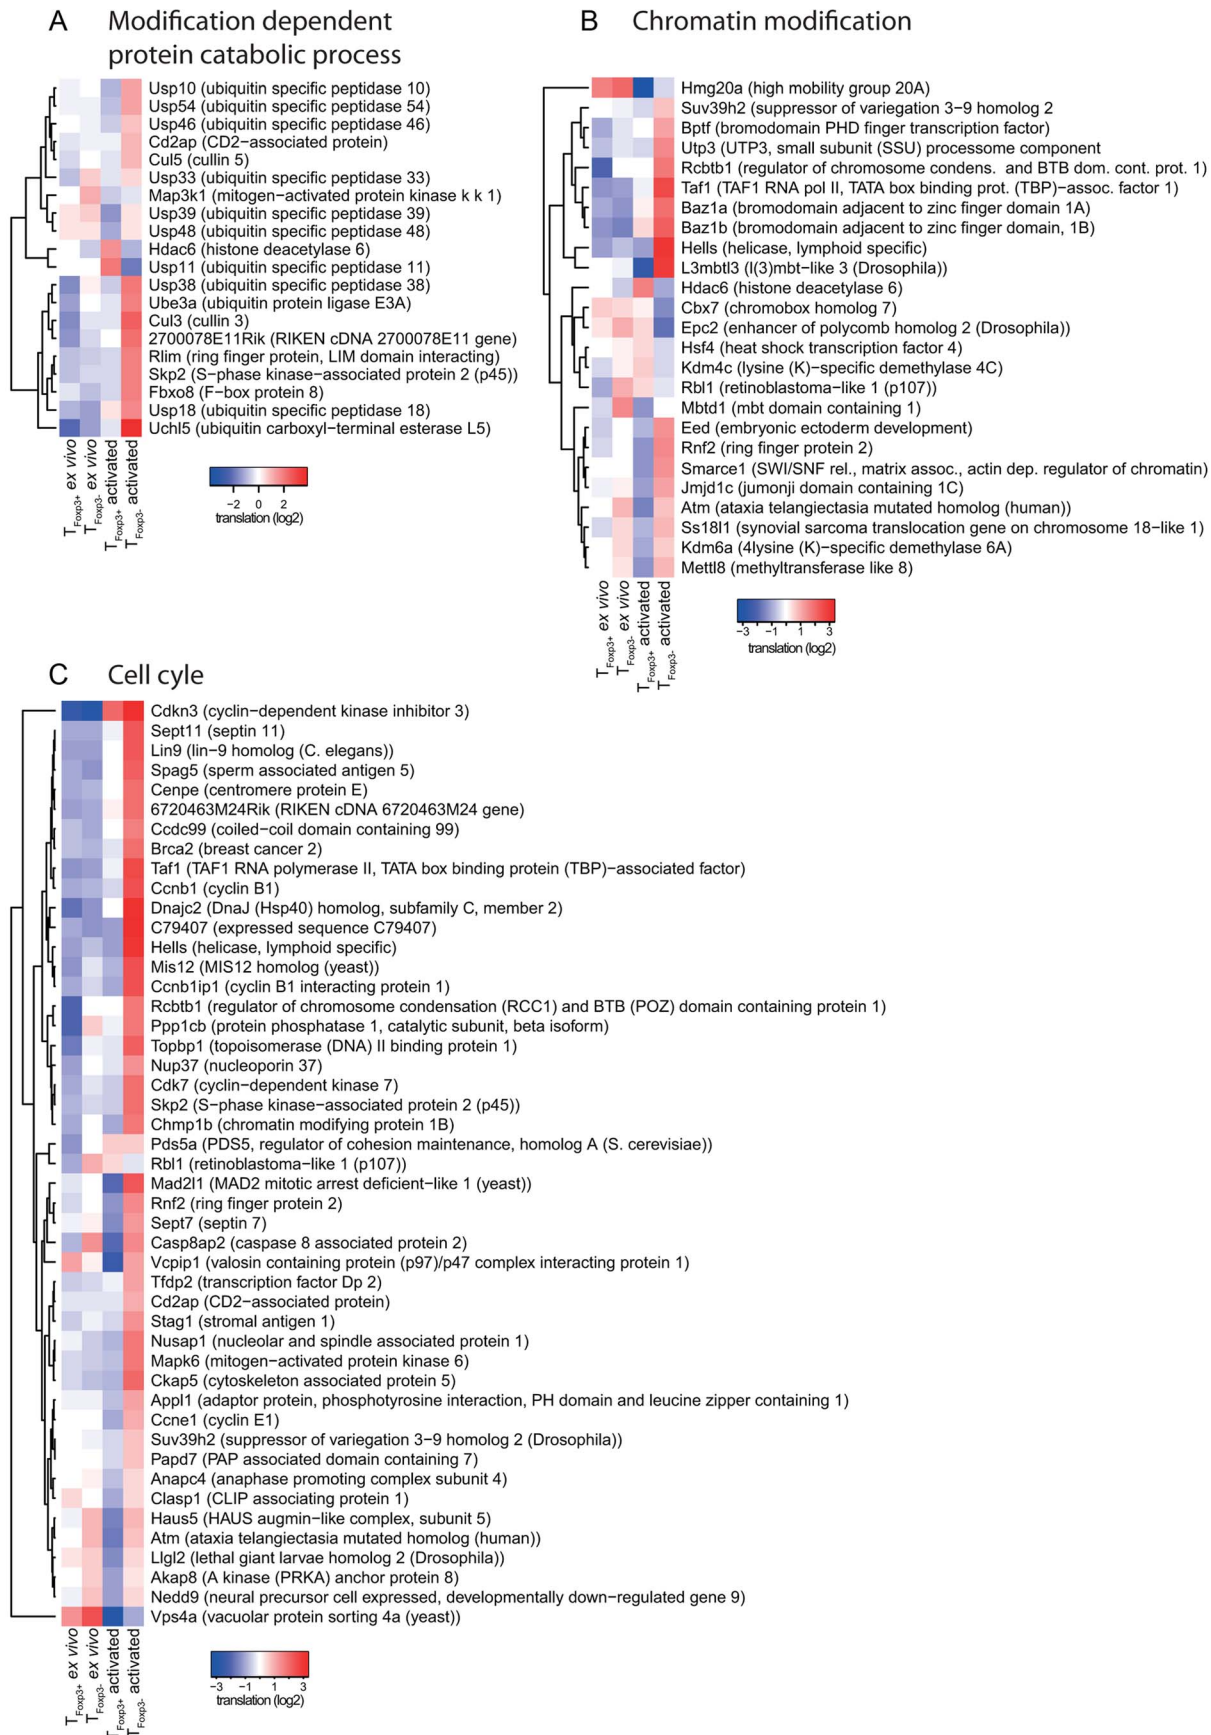 A Modification dependent
protein catabolic process
Usp10 (ubiquitin specific peptidase 10)
Usp54 (ubiquitin specific peptidase 54)
Usp46 (ubiquitin specific peptidase 46)
Cd2ap (CD2−associated protein)
Cul5 (cullin 5)
Usp33 (ubiquitin specific peptidase 33)
Map3k1 (mitogen−activated protein kinase k k 1)
Usp39 (ubiquitin specific peptidase 39)
Usp48 (ubiquitin specific peptidase 48)
Hdac6 (histone deacetylase 6)
Usp11 (ubiquitin specific peptidase 11)
Usp38 (ubiquitin specific peptidase 38)
Ube3a (ubiquitin protein ligase E3A)
Cul3 (cullin 3)
2700078E11Rik (RIKEN cDNA 2700078E11 gene)
Rlim (ring finger protein, LIM domain interacting)
Skp2 (S−phase kinase−associated protein 2 (p45))
Fbxo8 (F−box protein 8)
Usp18 (ubiquitin specific peptidase 18)
Uchl5 (ubiquitin carboxyl−terminal esterase L5)
TFoxp3+ ex vivo
TFoxp3- ex vivo
TFoxp3+ activated
TFoxp3- activated
−2 0 2
translation (log2)
B Chromatin modification
Hmg20a (high mobility group 20A)
Suv39h2 (suppressor of variegation 3−9 homolog 2
Bptf (bromodomain PHD finger transcription factor)
Utp3 (UTP3, small subunit (SSU) processome component
Rcbtb1 (regulator of chromosome condens. and BTB dom. cont. prot. 1)
Taf1 (TAF1 RNA pol II, TATA box binding prot. (TBP)−assoc. factor 1)
Baz1a (bromodomain adjacent to zinc finger domain 1A)
Baz1b (bromodomain adjacent to zinc finger domain, 1B)
Hells (helicase, lymphoid specific)
L3mbtl3 (l(3)mbt−like 3 (Drosophila))
Hdac6 (histone deacetylase 6)
Cbx7 (chromobox homolog 7)
Epc2 (enhancer of polycomb homolog 2 (Drosophila))
Hsf4 (heat shock transcription factor 4)
Kdm4c (lysine (K)−specific demethylase 4C)
Rbl1 (retinoblastoma−like 1 (p107))
Mbtd1 (mbt domain containing 1)
Eed (embryonic ectoderm development)
Rnf2 (ring finger protein 2)
Smarce1 (SWI/SNF rel., matrix assoc., actin dep. regulator of chromatin)
Jmjd1c (jumonji domain containing 1C)
Atm (ataxia telangiectasia mutated homolog (human))
Ss18l1 (synovial sarcoma translocation gene on chromosome 18−like 1)
Kdm6a (4lysine (K)−specific demethylase 6A)
Mettl8 (methyltransferase like 8)
TFoxp3+ ex vivo
TFoxp3- ex vivo
TFoxp3+ activated
TFoxp3- activated
−3 −1 1 3
translation (log2)
C Cell cyle
Cdkn3 (cyclin−dependent kinase inhibitor 3)
Sept11 (septin 11)
Lin9 (lin−9 homolog (C. elegans))
Spag5 (sperm associated antigen 5)
Cenpe (centromere protein E)
6720463M24Rik (RIKEN cDNA 6720463M24 gene)
Ccdc99 (coiled−coil domain containing 99)
Brca2 (breast cancer 2)
Taf1 (TAF1 RNA polymerase II, TATA box binding protein (TBP)−associated factor)
Ccnb1 (cyclin B1)
Dnajc2 (DnaJ (Hsp40) homolog, subfamily C, member 2)
C79407 (expressed sequence C79407)
Hells (helicase, lymphoid specific)
Mis12 (MIS12 homolog (yeast))
Ccnb1ip1 (cyclin B1 interacting protein 1)
Rcbtb1 (regulator of chromosome condensation (RCC1) and BTB (POZ) domain containing protein 1)
Ppp1cb (protein phosphatase 1, catalytic subunit, beta isoform)
Topbp1 (topoisomerase (DNA) II binding protein 1)
Nup37 (nucleoporin 37)
Cdk7 (cyclin−dependent kinase 7)
Skp2 (S−phase kinase−associated protein 2 (p45))
Chmp1b (chromatin modifying protein 1B)
Pds5a (PDS5, regulator of cohesion maintenance, homolog A (S. cerevisiae))
Rbl1 (retinoblastoma−like 1 (p107))
Mad2l1 (MAD2 mitotic arrest deficient−like 1 (yeast))
Rnf2 (ring finger protein 2)
Sept7 (septin 7)
Casp8ap2 (caspase 8 associated protein 2)
Vcpip1 (valosin containing protein (p97)/p47 complex interacting protein 1)
Tfdp2 (transcription factor Dp 2)
Cd2ap (CD2−associated protein)
Stag1 (stromal antigen 1)
Nusap1 (nucleolar and spindle associated protein 1)
Mapk6 (mitogen−activated protein kinase 6)
Ckap5 (cytoskeleton associated protein 5)
Appl1 (adaptor protein, phosphotyrosine interaction, PH domain and leucine zipper containing 1)
Ccne1 (cyclin E1)
Suv39h2 (suppressor of variegation 3−9 homolog 2 (Drosophila))
Papd7 (PAP associated domain containing 7)
Anapc4 (anaphase promoting complex subunit 4)
Clasp1 (CLIP associating protein 1)
Haus5 (HAUS augmin−like complex, subunit 5)
Atm (ataxia telangiectasia mutated homolog (human))
Llgl2 (lethal giant larvae homolog 2 (Drosophila))
Akap8 (A kinase (PRKA) anchor protein 8)
Nedd9 (neural precursor cell expressed, developmentally down−regulated gene 9)
Vps4a (vacuolar protein sorting 4a (yeast))
TFoxp3+ ex vivo
TFoxp3- ex vivo
TFoxp3+ activated
TFoxp3- activated
−3 −1 1 3
translation (log2)